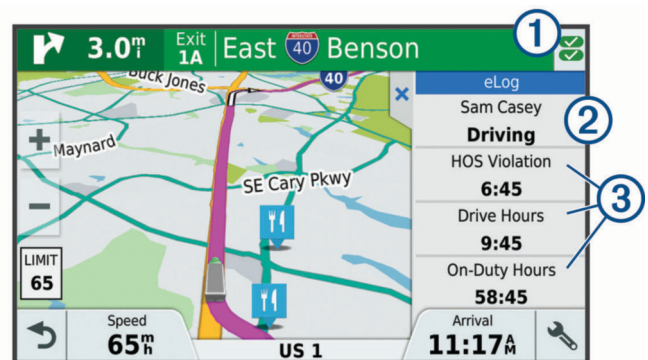 3.0 mi Exit 1A East 40 Benson
1
Buck Jones
40
eLog
Sam Casey
Driving
2
+
Maynard
HOS Violation
6:45
SE Cary Pkwy
3
−
Drive Hours
9:45
LIMIT
65
On-Duty Hours
58:45
Speed
65 mh
US 1
Arrival
11:17 AM